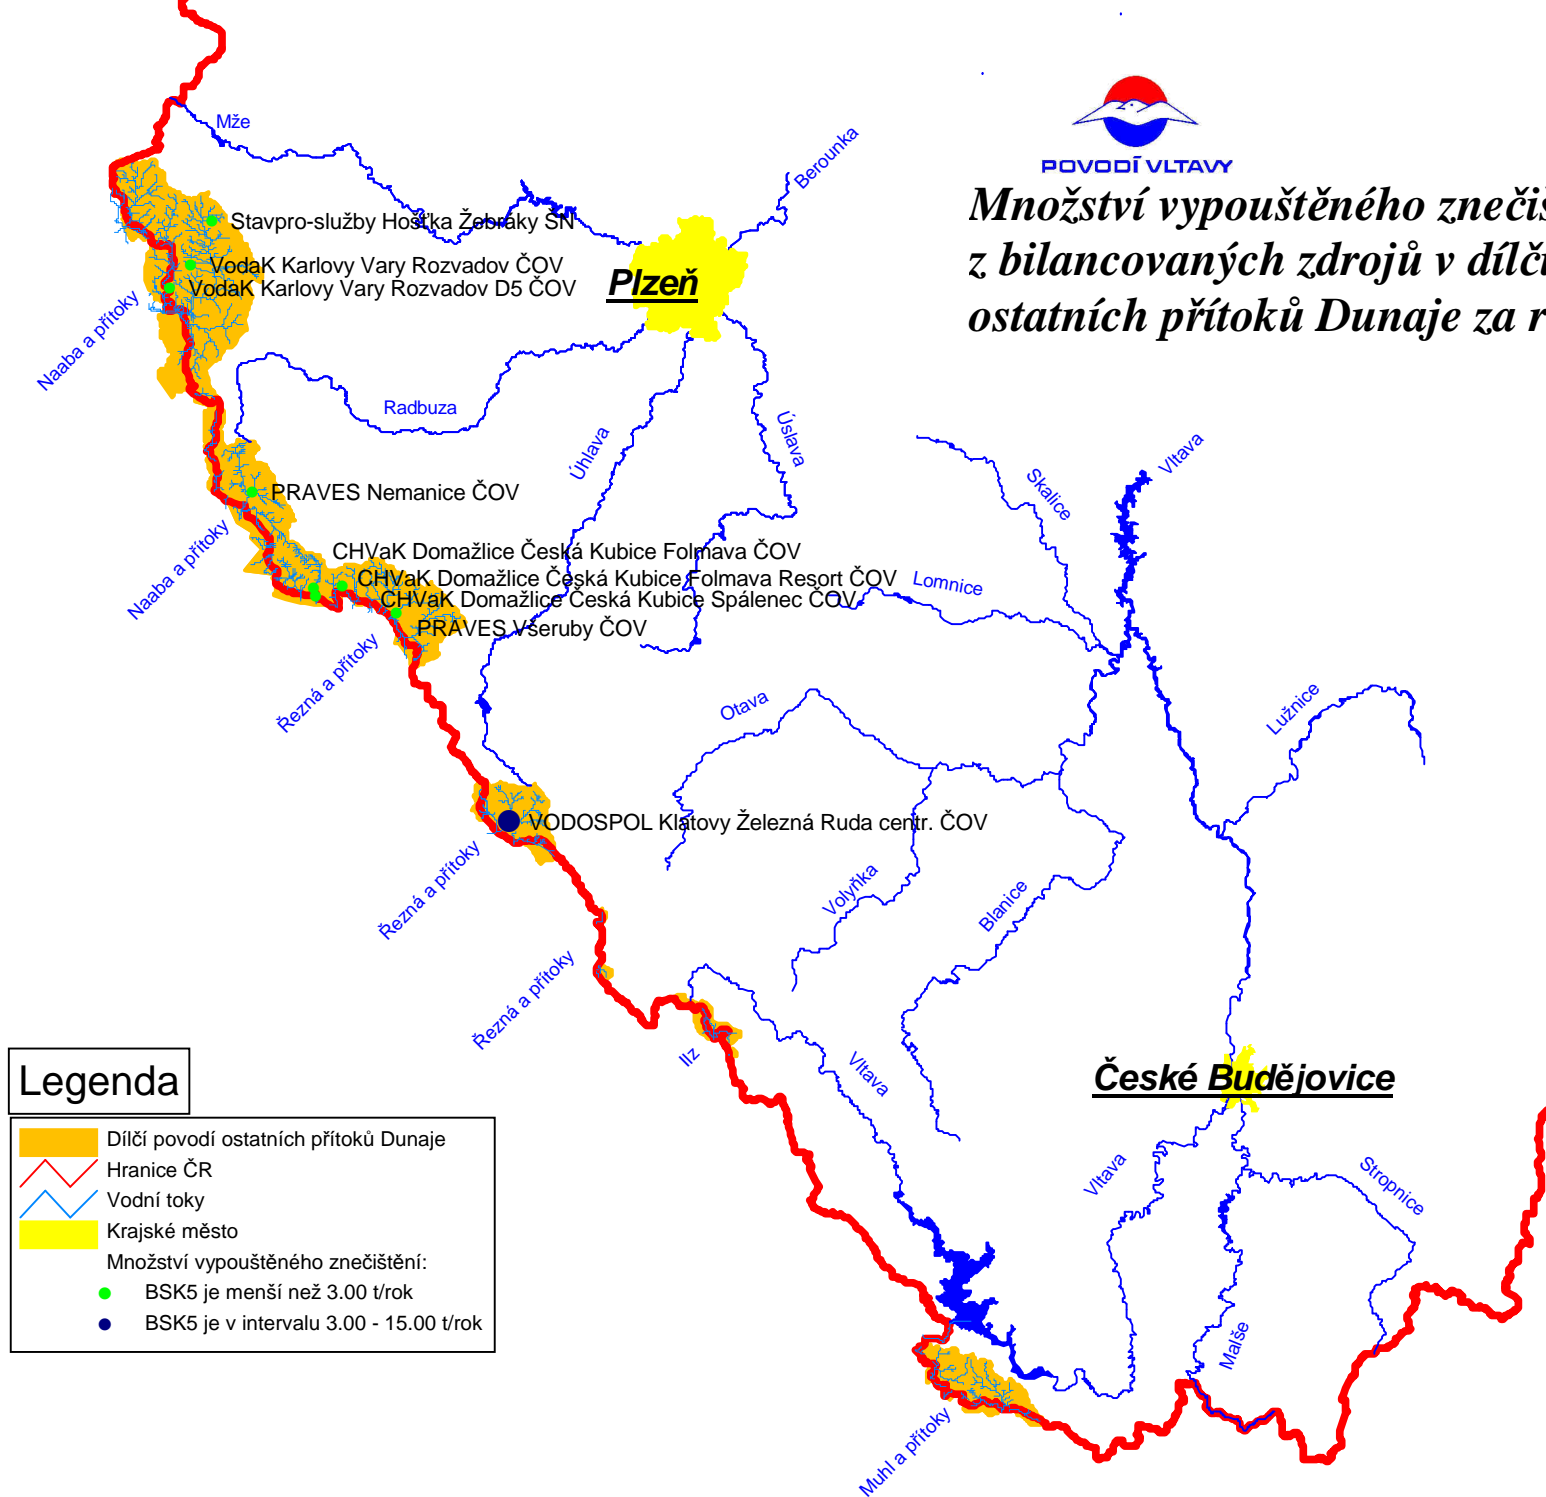 POVODÍ VLTAVY
Množství vypouštěného znečiš
z bilancovaných zdrojů v dílčí
ostatních přítoků Dunaje za r
Mže
Berounka
Stavpro-služby Hošťka Žebráky ŠN
VodaK Karlovy Vary Rozvadov ČOV
VodaK Karlovy Vary Rozvadov D5 ČOV
Plzeň
Naaba a přítoky
Radbuza
Úhlava
Úslava
Skalice
Vltava
PRAVES Nemanice ČOV
Naaba a přítoky
CHVaK Domažlice Česká Kubice Folmava ČOV
CHVaK Domažlice Česká Kubice Folmava Resort ČOV
CHVaK Domažlice Česká Kubice Spálenec ČOV
PRAVES Všeruby ČOV
Lomnice
Řezná a přítoky
Otava
Lužnice
VODOSPOL Klatovy Železná Ruda centr. ČOV
Řezná a přítoky
Volyňka
Blanice
Řezná a přítoky
Ilz
Vltava
České Budějovice
Vltava
Stropnice
Malše
Muhl a přítoky
Legenda
Dílčí povodí ostatních přítoků Dunaje
Hranice ČR
Vodní toky
Krajské město
Množství vypouštěného znečištění:
BSK5 je menší než 3.00 t/rok
BSK5 je v intervalu 3.00 - 15.00 t/rok